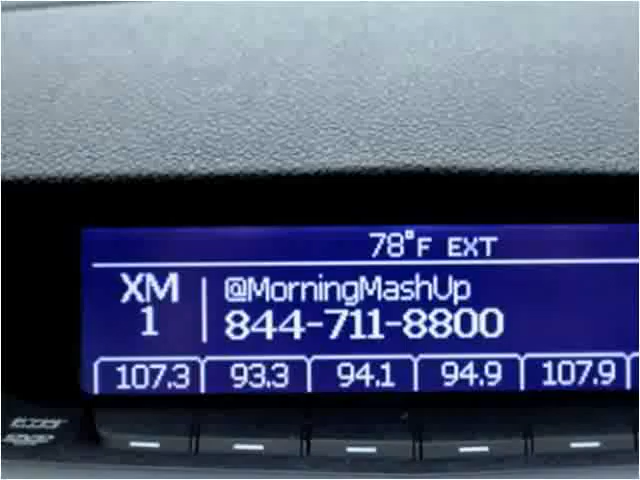 78°F EXT
XM
1
@MorningMashUp
844-711-8800
107.3 93.3 94.1 94.9 107.9